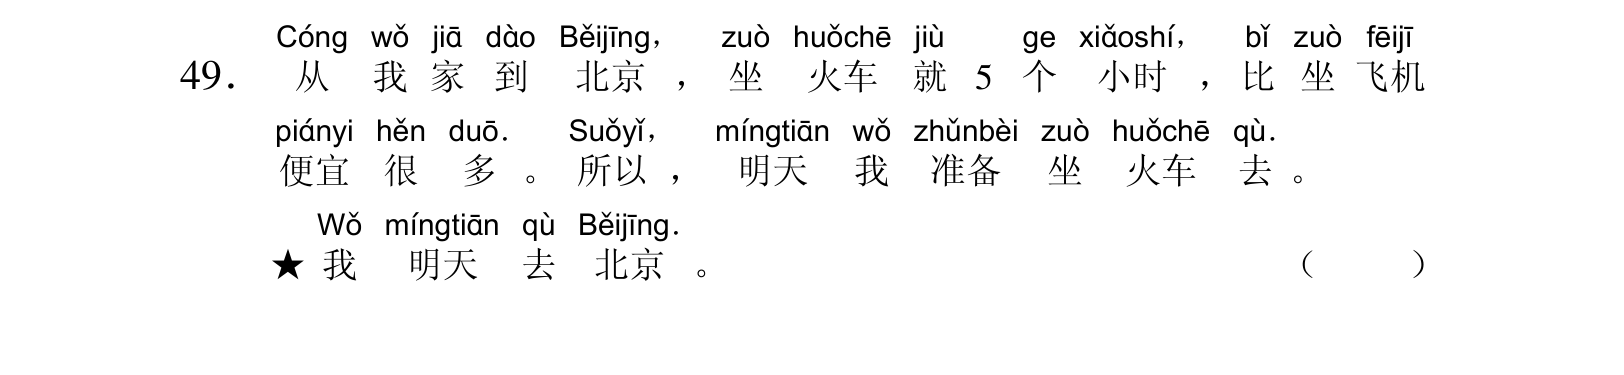 Cóng wǒ jiā dào Běijīng, zuò huǒchē jiù ge xiǎoshí, bǐ zuò fēijī
49. 从 我 家 到 北京 ， 坐 火车 就 5 个 小时 ， 比 坐 飞机
piányi hěn duō. Suǒyǐ, míngtiān wǒ zhǔnbèi zuò huǒchē qù.
便宜 很 多 。 所以 ， 明天 我 准备 坐 火车 去 。
Wǒ míngtiān qù Běijīng.
★ 我 明天 去 北京 。 （ ）